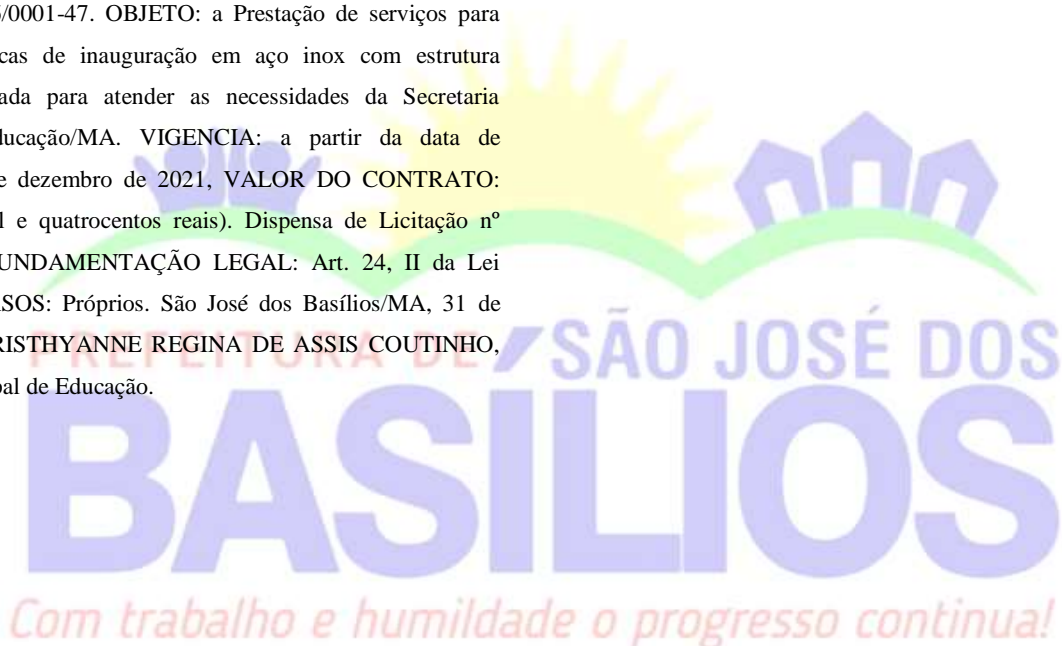 /0001-47. OBJETO: a Prestação de serviços para
cas de inauguração em aço inox com estrutura
ada para atender as necessidades da Secretaria
ducação/MA. VIGENCIA: a partir da data de
e dezembro de 2021, VALOR DO CONTRATO:
l e quatrocentos reais). Dispensa de Licitação nº
UNDAMENTAÇÃO LEGAL: Art. 24, II da Lei
RSOS: Próprios. São José dos Basílios/MA, 31 de
RISTHYANNE REGINA DE ASSIS COUTINHO,
pal de Educação.
PREFEITURA DE SÃO JOSÉ DOS
BASÍLIOS
Com trabalho e humildade o progresso continua!